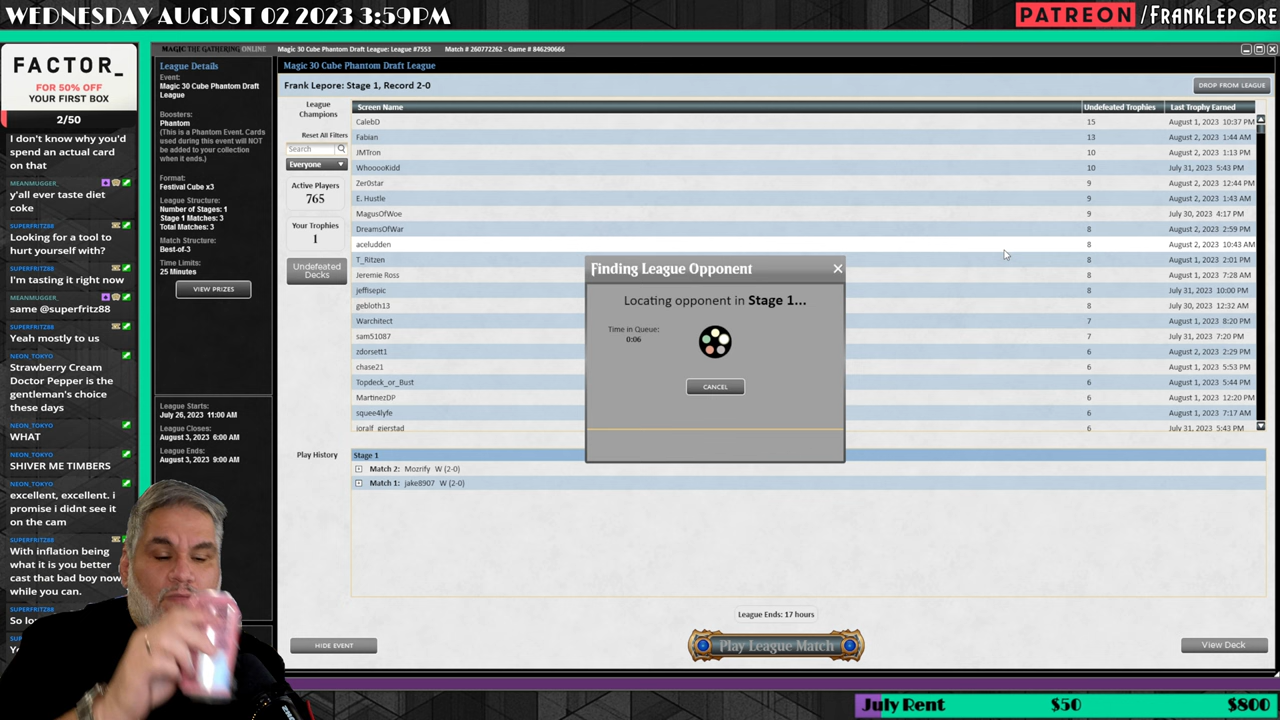 WEDNESDAY AUGUST 02 2023 3:59PM
PATREON /FRANKLEPORE
FACTOR_
FOR 50% OFF
YOUR FIRST BOX
2/50
I don't know why you'd
spend an actual card
on that
MEANMUGGER_
y'all ever taste diet
coke
SUPERFRITZ88
Looking for a tool to
hurt yourself with?
SUPERFRITZ88
I'm tasting it right now
MEANMUGGER_
same @superfritz88
SUPERFRITZ88
Yeah mostly to us
NEON_TOKYO
Strawberry Cream
Doctor Pepper is the
gentleman's choice
these days
NEON_TOKYO
WHAT
NEON_TOKYO
SHIVER ME TIMBERS
NEON_TOKYO
excellent, excellent. i
promise i didnt see it
on the cam
SUPERFRITZ88
With inflation being
what it is you better
cast that bad boy now
while you can.
SUPERFRITZ88
MAGIC THE GATHERING ONLINE
Magic 30 Cube Phantom Draft League: League #7553 Match # 260772262 - Game # 846290666
League Details
Event:
Magic 30 Cube Phantom Draft
League
Boosters:
Phantom
(This is a Phantom Event. Cards
used during this event will NOT
be added to your collection
when it ends.)
Format:
Festival Cube x3
League Structure:
Number of Stages: 1
Stage 1 Matches: 3
Total Matches: 3
Match Structure:
Best-of-3
Time Limits:
25 Minutes
VIEW PRIZES
League Starts:
July 26, 2023 11:00 AM
League Closes:
August 3, 2023 6:00 AM
League Ends:
August 3, 2023 9:00 AM
Magic 30 Cube Phantom Draft League
Frank Lepore: Stage 1, Record 2-0
DROP FROM LEAGUE
League
Champions
Reset All Filters
Search
Everyone
Active Players
765
Your Trophies
1
Undefeated
Decks
Screen Name Undefeated Trophies Last Trophy Earned
CalebD 15 August 1, 2023 10:37 PM
Fabian 13 August 2, 2023 1:44 AM
JMTron 10 August 2, 2023 1:13 PM
WhooooKidd 10 July 31, 2023 5:43 PM
Zer0star 9 August 2, 2023 12:44 PM
E. Hustle 9 August 2, 2023 1:43 AM
MagusOfWoe 9 July 30, 2023 4:17 PM
DreamsOfWar 8 August 2, 2023 2:59 PM
aceludden 8 August 2, 2023 10:43 AM
T_Ritzen 8 August 1, 2023 2:01 PM
Jeremie Ross 8 August 1, 2023 7:28 AM
jeffisepic 8 July 31, 2023 10:00 PM
gebloth13 8 July 30, 2023 12:32 AM
Warchitect 7 August 1, 2023 8:20 PM
sam51087 7 July 31, 2023 7:20 PM
zdorsett1 6 August 2, 2023 2:29 PM
chase21 6 August 1, 2023 5:53 PM
Topdeck_or_Bust 6 August 1, 2023 5:44 PM
MartinezDP 6 August 1, 2023 12:20 PM
squee4lyfe 6 August 1, 2023 7:17 AM
joralf_gjerstad 6 July 31, 2023 5:43 PM
Finding League Opponent
Locating opponent in Stage 1...
Time in Queue:
0:06
CANCEL
Play History
Stage 1
Match 2: Moznfy W (2-0)
Match 1: jake8907 W (2-0)
League Ends: 17 hours
HIDE EVENT
Play League Match
View Deck
July Rent $50 $800